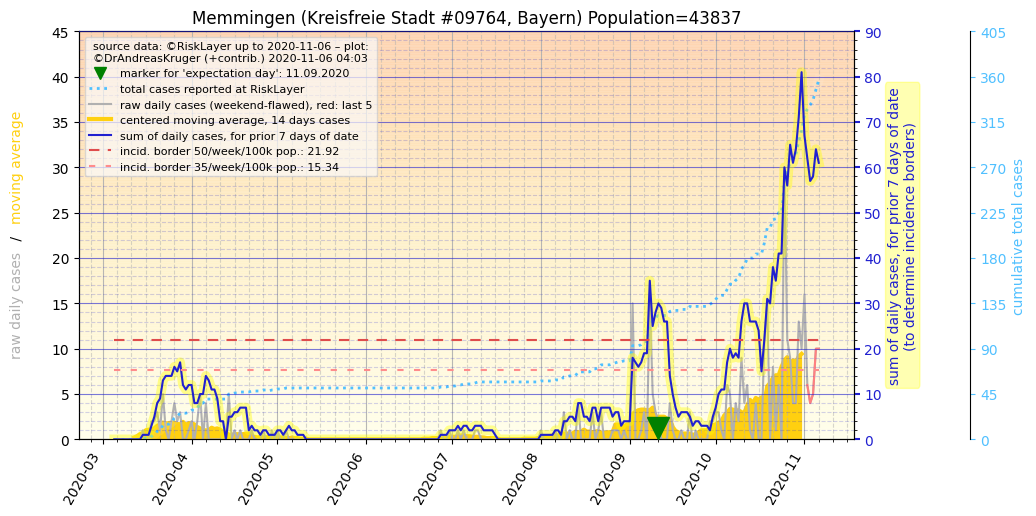 Memmingen (Kreisfreie Stadt #09764, Bayern) Population=43837
source data: ©RiskLayer up to 2020-11-06 – plot:
©DrAndreasKruger (+contrib.) 2020-11-06 04:03
marker for 'expectation day': 11.09.2020
total cases reported at RiskLayer
raw daily cases (weekend-flawed), red: last 5
centered moving average, 14 days cases
sum of daily cases, for prior 7 days of date
incid. border 50/week/100k pop.: 21.92
incid. border 35/week/100k pop.: 15.34
raw daily cases / moving average
45
40
35
30
25
20
15
10
5
0
90
80
70
60
50
40
30
20
10
0
sum of daily cases, for prior 7 days of date
(to determine incidence borders)
405
360
315
270
225
180
135
90
45
0
cumulative total cases
2020-03
2020-04
2020-05
2020-06
2020-07
2020-08
2020-09
2020-10
2020-11